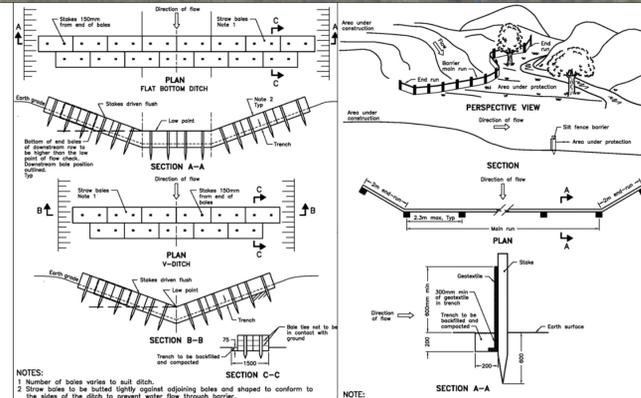 Stakes 150mm
from end of bales
Direction of flow
Straw bales
Note 1
C
A
A
C
PLAN
FLAT BOTTOM DITCH
Earth grade
Stakes driven flush
Low point
Note 2
Typ
Trench
Bottom of end bales
of downstream row to
be higher than the low
point of flow check.
Downstream bale position
outlined.
Typ
SECTION A-A
Straw bales
Note 1
Direction
of flow
Stakes 150mm
from end of
bales
C
B
B
C
PLAN
V-DITCH
Earth grade
Stakes driven flush
Low point
Trench
SECTION B-B
Bale ties not to be
in contact with
ground
75
Trench to be backfilled
and compacted
1500
SECTION C-C
NOTES:
1 Number of bales varies to suit ditch.
2 Straw bales to be butted tightly against adjoining bales and shaped to conform to
the sides of the ditch to prevent water flow through barrier.
Area under
construction
Flow
Barrier
main run
End
run
End run
Area under protection
PERSPECTIVE VIEW
Area under
construction
Direction of flow
Silt fence barrier
Area under protection
SECTION
Direction of flow
A
2m end-run
2m end-run
2.3m max, Typ
Main run
PLAN
A
Stake
Geotextile
600mm min
300mm min
of geotextile
in trench
Direction
of flow
Trench to be
backfilled and
compacted
Earth surface
200
200
600
SECTION A-A
NOTE: